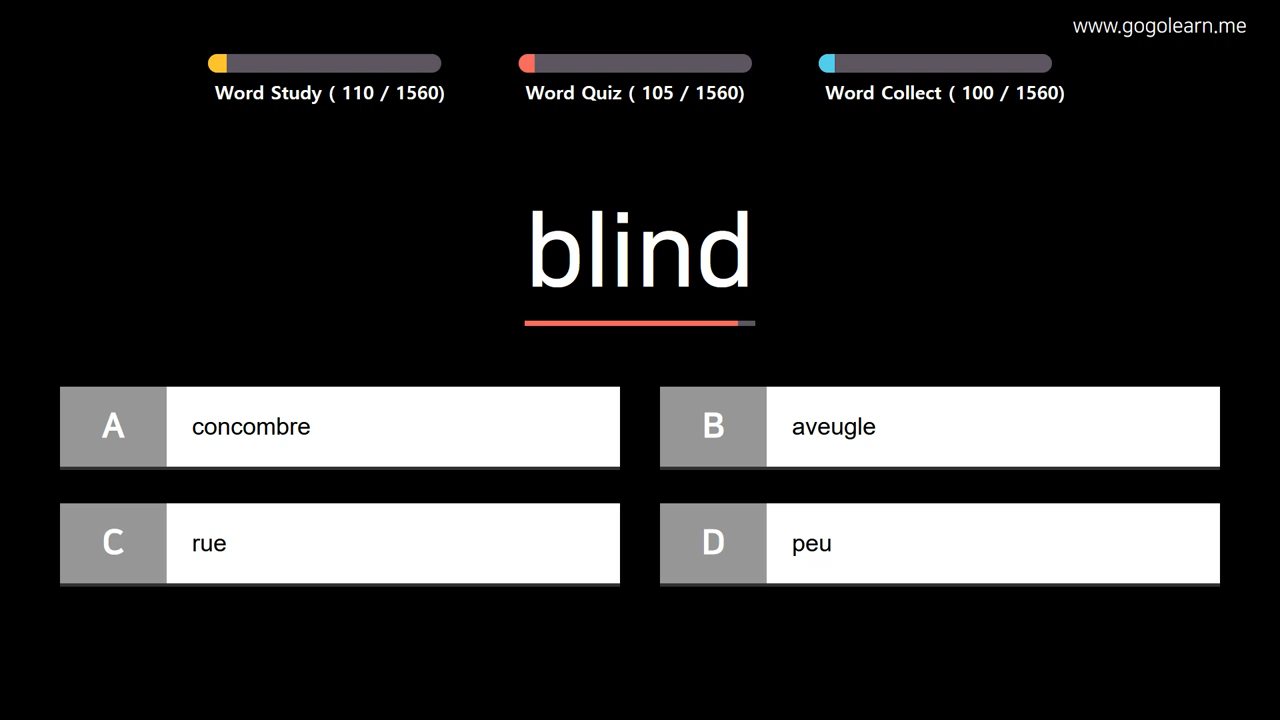 www.gogolearn.me
Word Study ( 110 / 1560)
Word Quiz ( 105 / 1560)
Word Collect ( 100 / 1560)
blind
A concombre
B aveugle
C rue
D peu